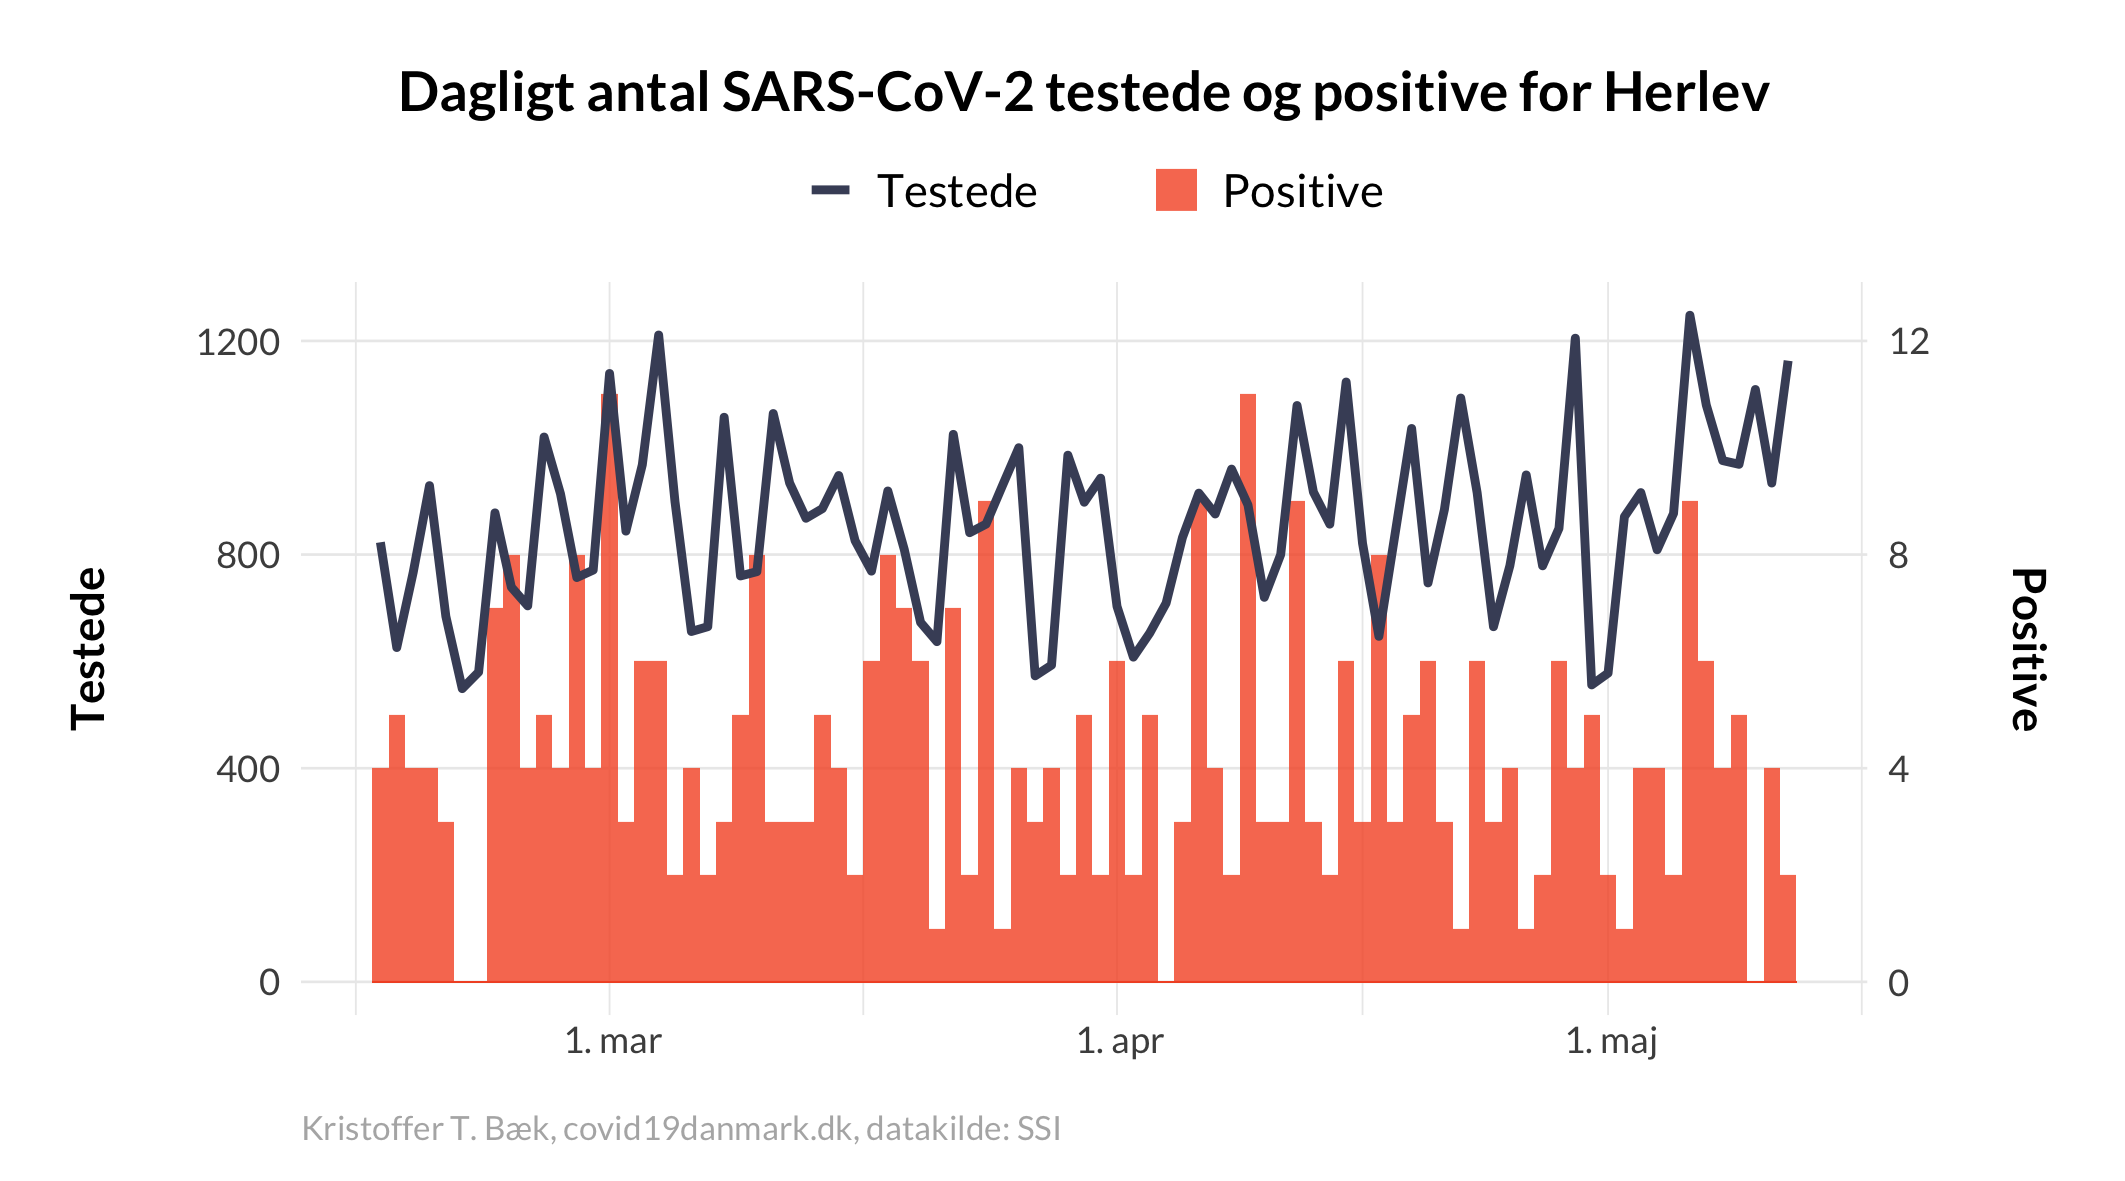 Dagligt antal SARS-CoV-2 testede og positive for Herlev
Testede
Positive
1200
800
400
0
12
8
4
0
Testede
Positive
1. mar
1. apr
1. maj
Kristoffer T. Bæk, covid19danmark.dk, datakilde: SSI